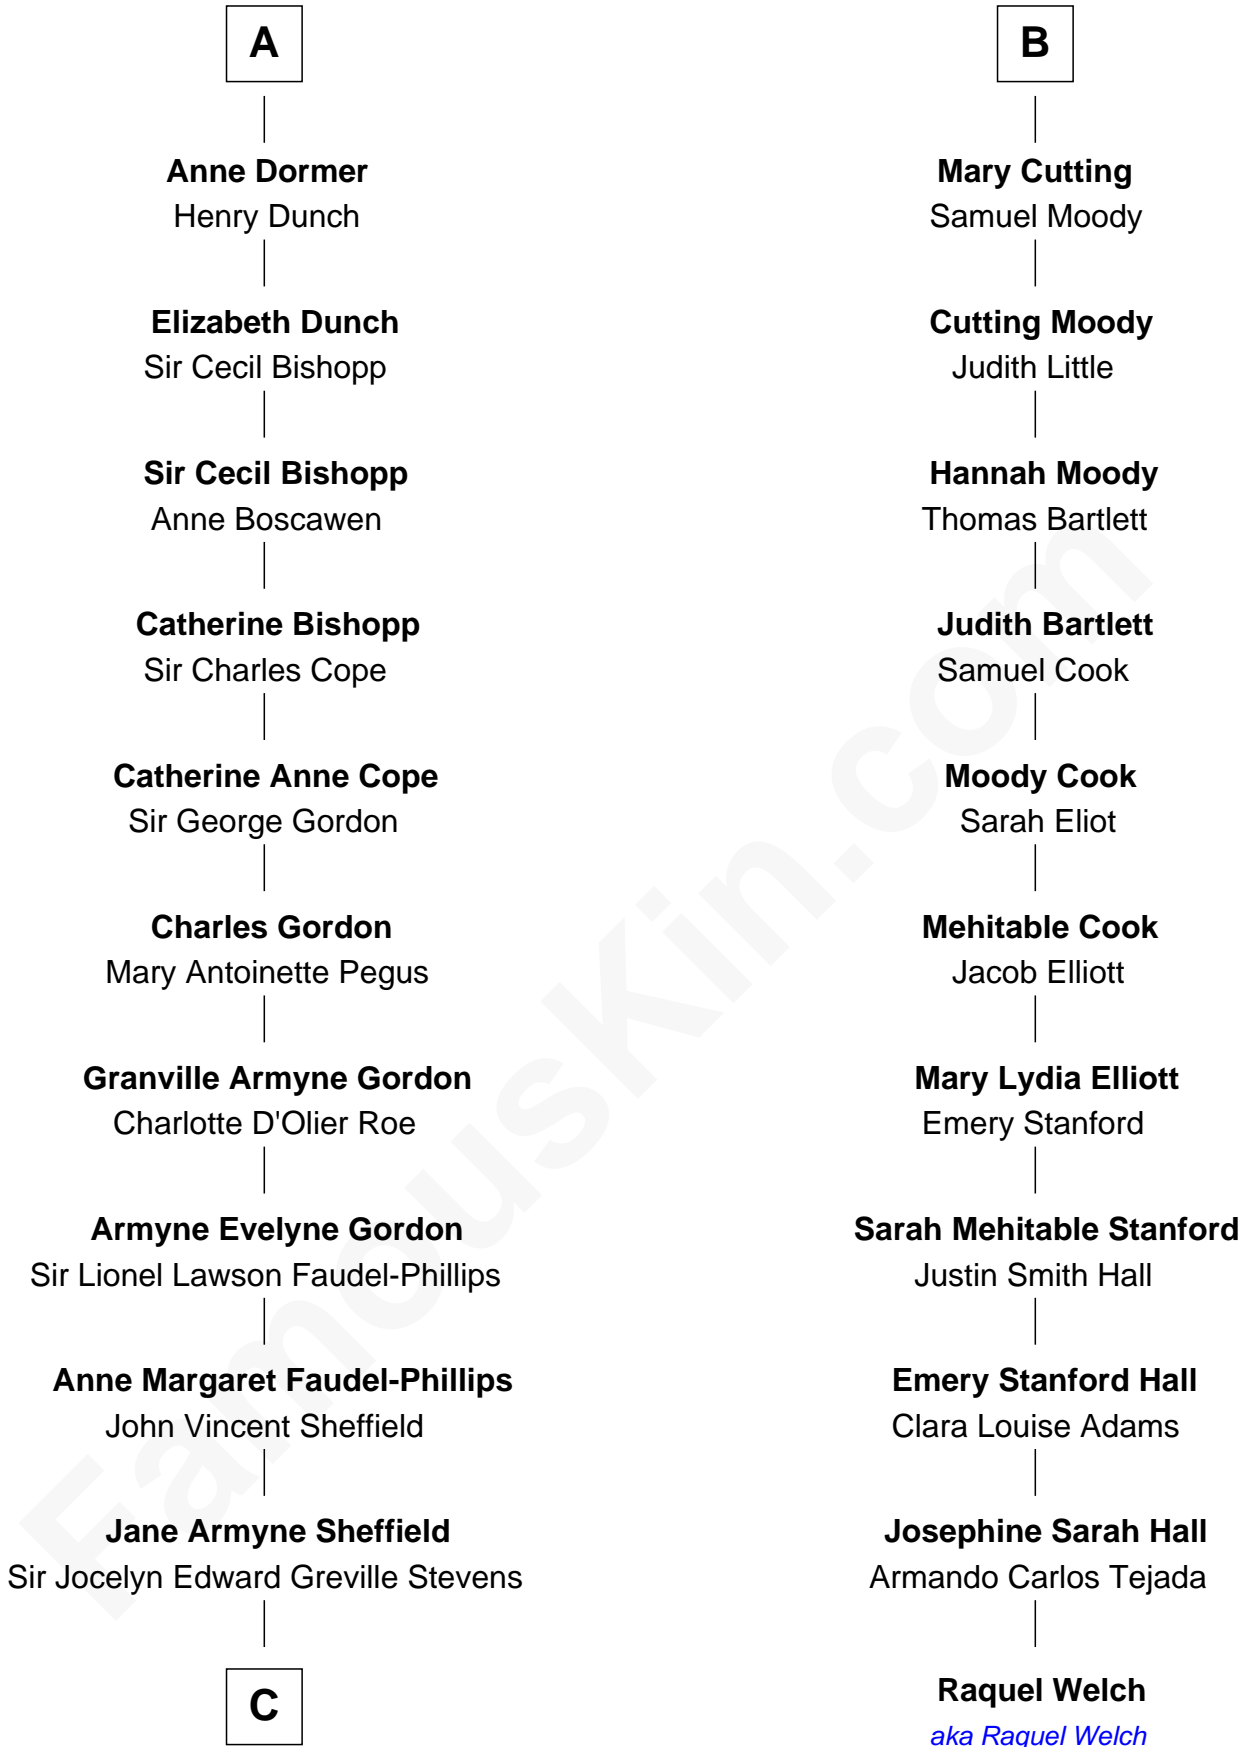 A
Anne Dormer
Henry Dunch
Elizabeth Dunch
Sir Cecil Bishopp
Sir Cecil Bishopp
Anne Boscawen
Catherine Bishopp
Sir Charles Cope
Catherine Anne Cope
Sir George Gordon
Charles Gordon
Mary Antoinette Pegus
Granville Armyne Gordon
Charlotte D'Olier Roe
Armyne Evelyne Gordon
Sir Lionel Lawson Faudel-Phillips
Anne Margaret Faudel-Phillips
John Vincent Sheffield
Jane Armyne Sheffield
Sir Jocelyn Edward Greville Stevens
C
B
Mary Cutting
Samuel Moody
Cutting Moody
Judith Little
Hannah Moody
Thomas Bartlett
Judith Bartlett
Samuel Cook
Moody Cook
Sarah Eliot
Mehitable Cook
Jacob Elliott
Mary Lydia Elliott
Emery Stanford
Sarah Mehitable Stanford
Justin Smith Hall
Emery Stanford Hall
Clara Louise Adams
Josephine Sarah Hall
Armando Carlos Tejada
Raquel Welch
aka Raquel Welch
FamousKin.com